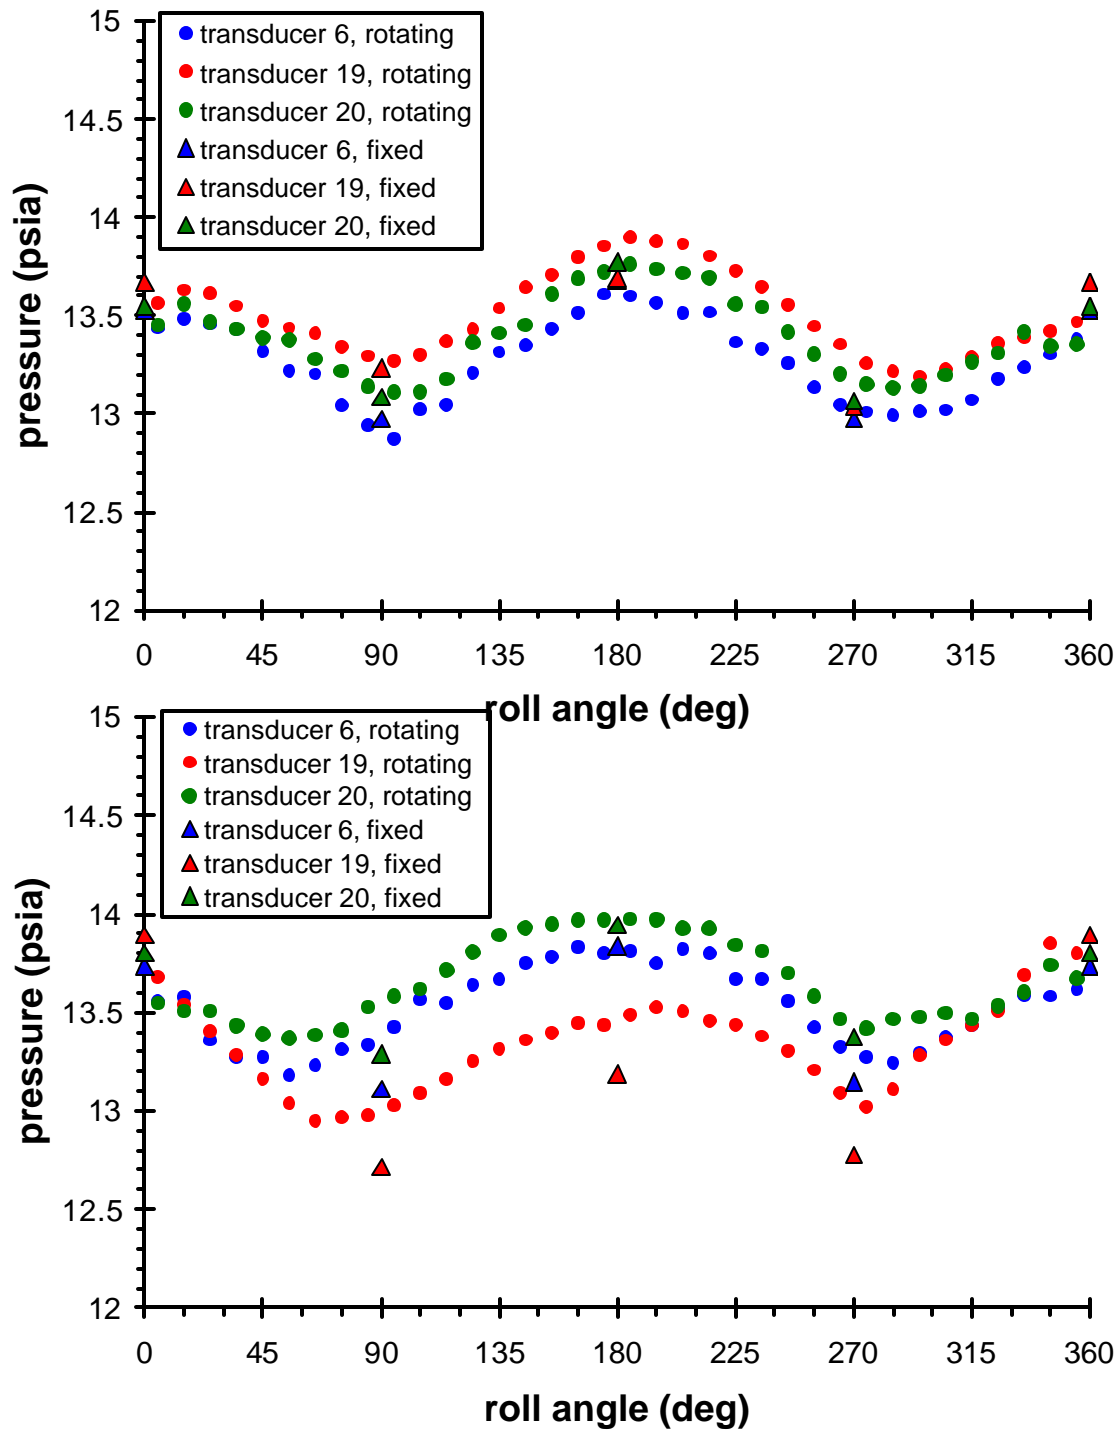 15
14.5
14
13.5
13
12.5
12
pressure (psia)
transducer 6, rotating
transducer 19, rotating
transducer 20, rotating
transducer 6, fixed
transducer 19, fixed
transducer 20, fixed
0 45 90 135 180 225 270 315 360
roll angle (deg)
15
14.5
14
13.5
13
12.5
12
pressure (psia)
transducer 6, rotating
transducer 19, rotating
transducer 20, rotating
transducer 6, fixed
transducer 19, fixed
transducer 20, fixed
0 45 90 135 180 225 270 315 360
roll angle (deg)